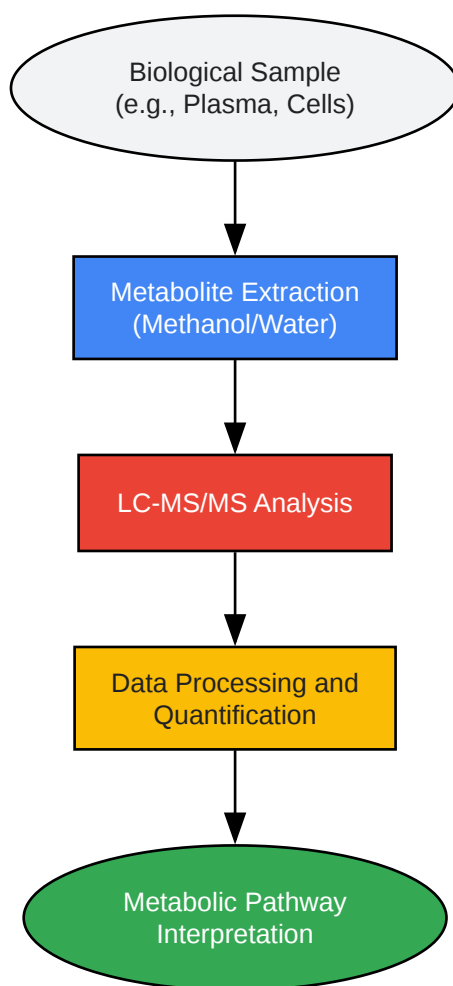 Biological Sample
(e.g., Plasma, Cells)
Metabolite Extraction
(Methanol/Water)
LC-MS/MS Analysis
Data Processing and
Quantification
Metabolic Pathway
Interpretation